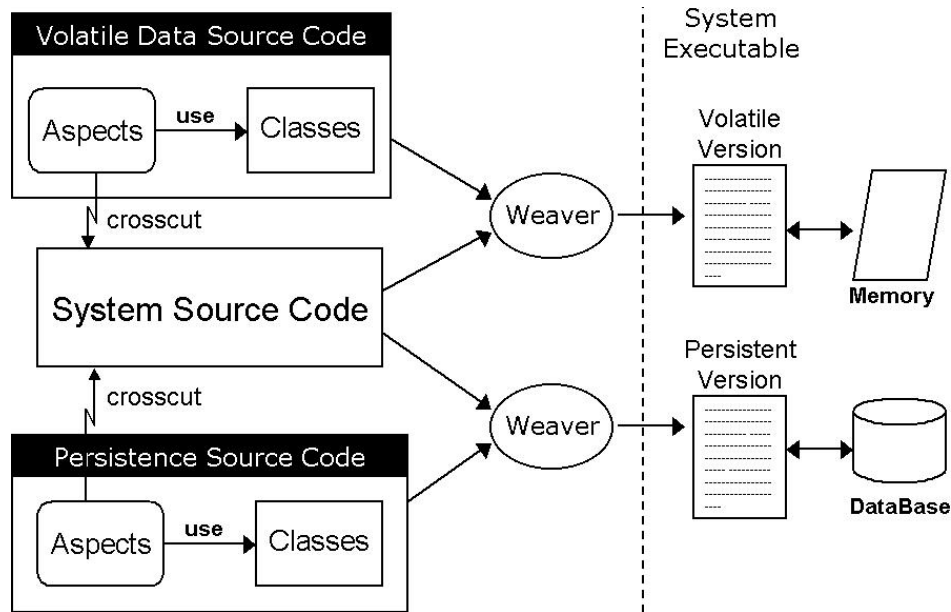 System
Executable
Volatile Data Source Code
Aspects
use
Classes
crosscut
Weaver
Volatile
Version
Memory
System Source Code
crosscut
Weaver
Persistent
Version
DataBase
Persistence Source Code
Aspects
use
Classes